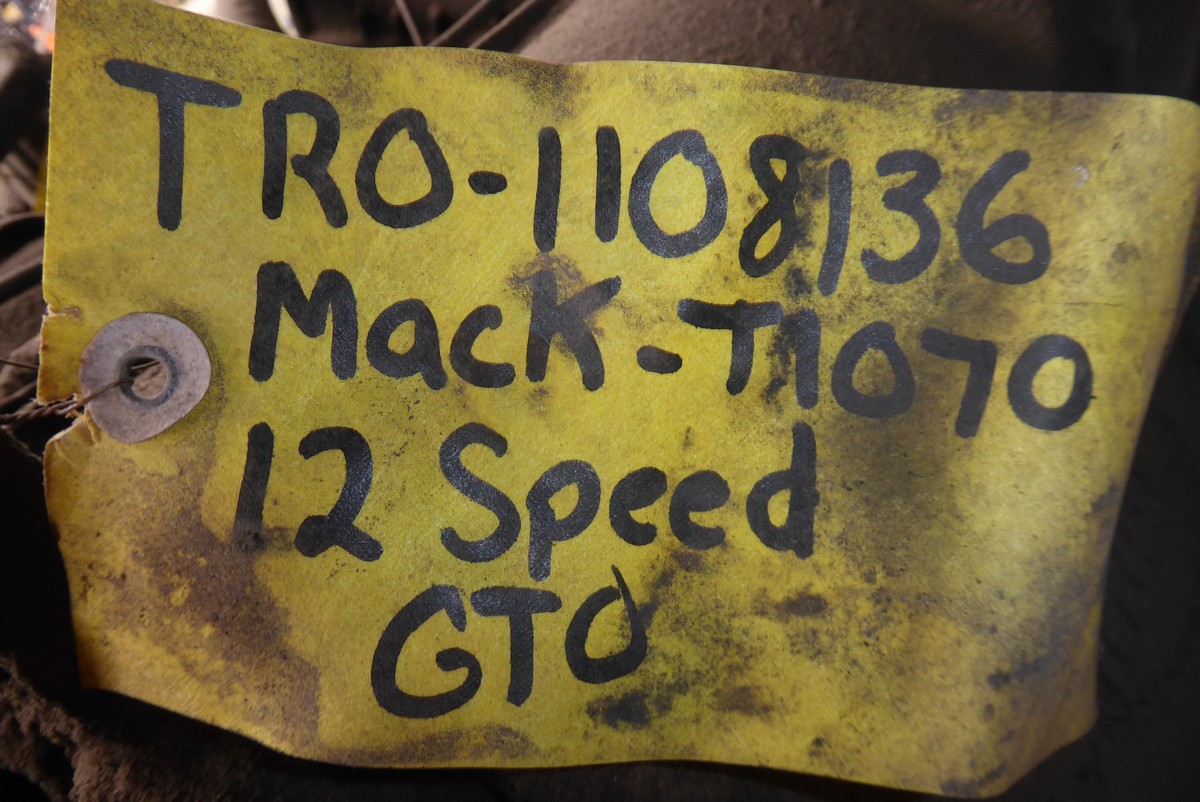 TRO-1108136
Mack-T1070
12 Speed
GTO